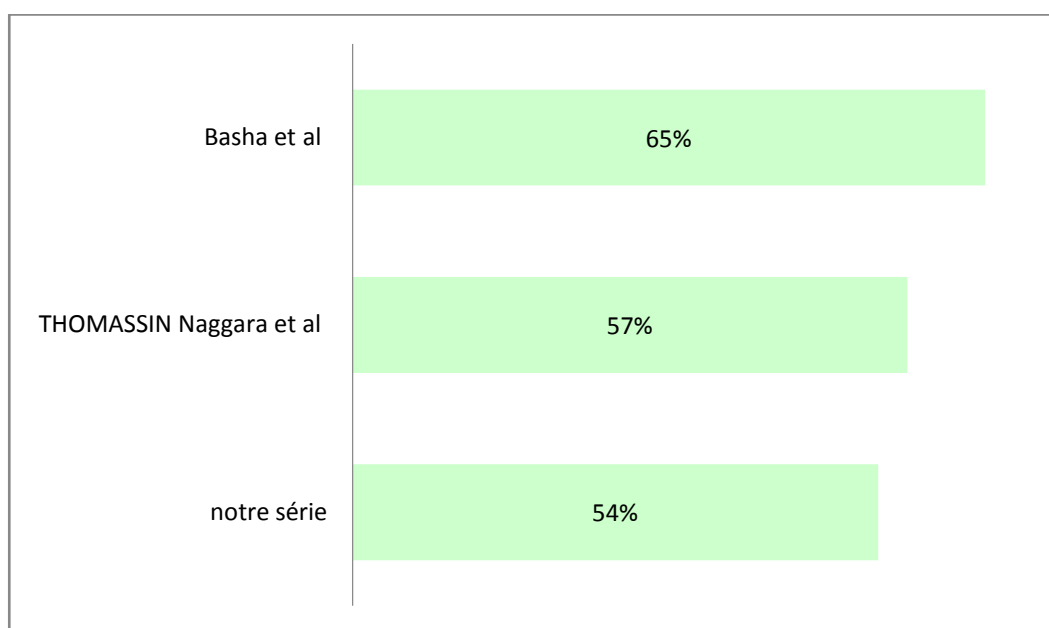 Basha et al
65%
THOMASSIN Naggara et al
57%
notre série
54%